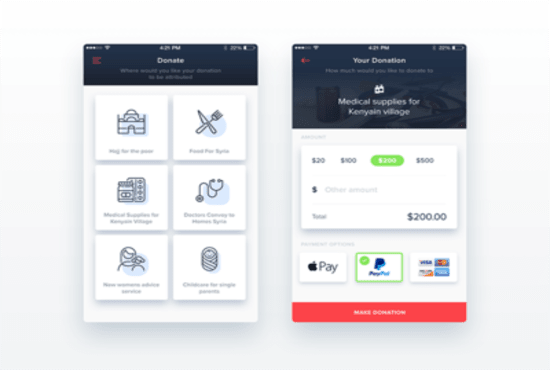 4:21 PM
22%
Donate
Where would you like your donation
to be attributed
Hajj for the poor
Food For Syria
Medical Supplies for
Kenyain Village
Doctors Convey to
Homes Syria
New womens advice
service
Childcare for single
parents
4:21 PM
22%
Your Donation
How much would you like to donate to
Medical supplies for
Kenyain village
AMOUNT
$20 $100 $200 $500
$ Other amount
Total $200.00
PAYMENT OPTIONS
Pay
PayPal
VISA
MAKE DONATION